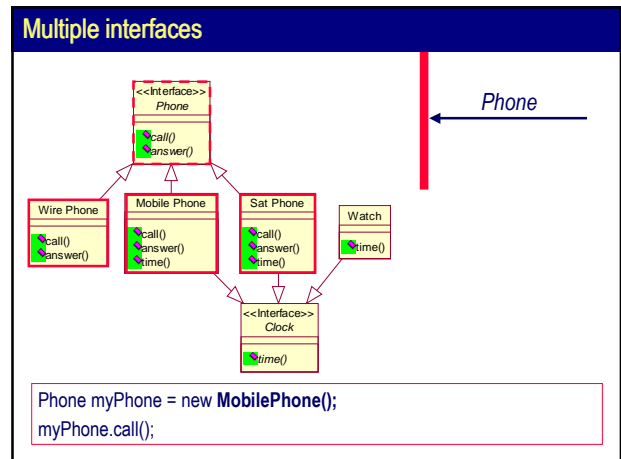 Multiple interfaces
<<Interface>>
Phone
call()
answer()
Phone
Wire Phone
call()
answer()
Mobile Phone
call()
answer()
time()
Sat Phone
call()
answer()
time()
Watch
time()
<<Interface>>
Clock
time()
Phone myPhone = new MobilePhone();
myPhone.call();